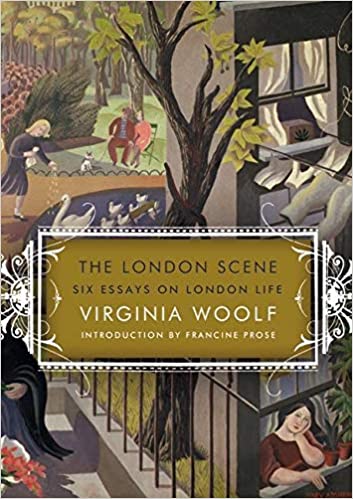 THE LONDON SCENE
SIX ESSAYS ON LONDON LIFE
VIRGINIA WOOLF
INTRODUCTION BY FRANCINE PROSE